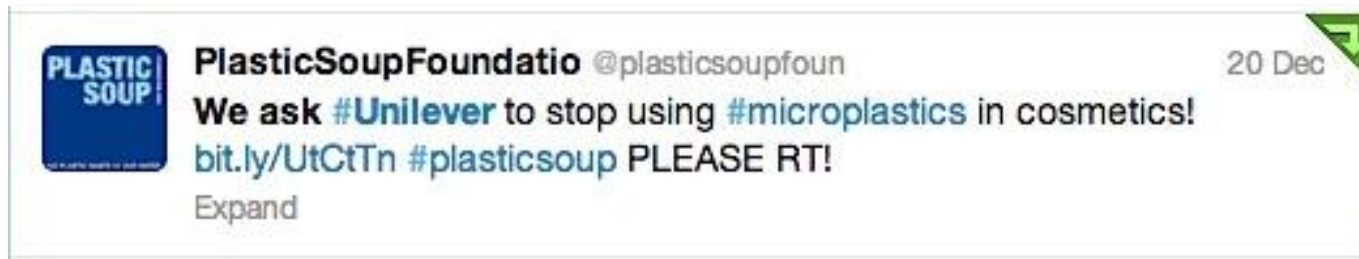 PLASTIC
SOUP
PlasticSoupFoundatio @plasticsoupfoun 20 Dec
We ask #Unilever to stop using #microplastics in cosmetics!
bit.ly/UtCtTn #plasticsoup PLEASE RT!
Expand